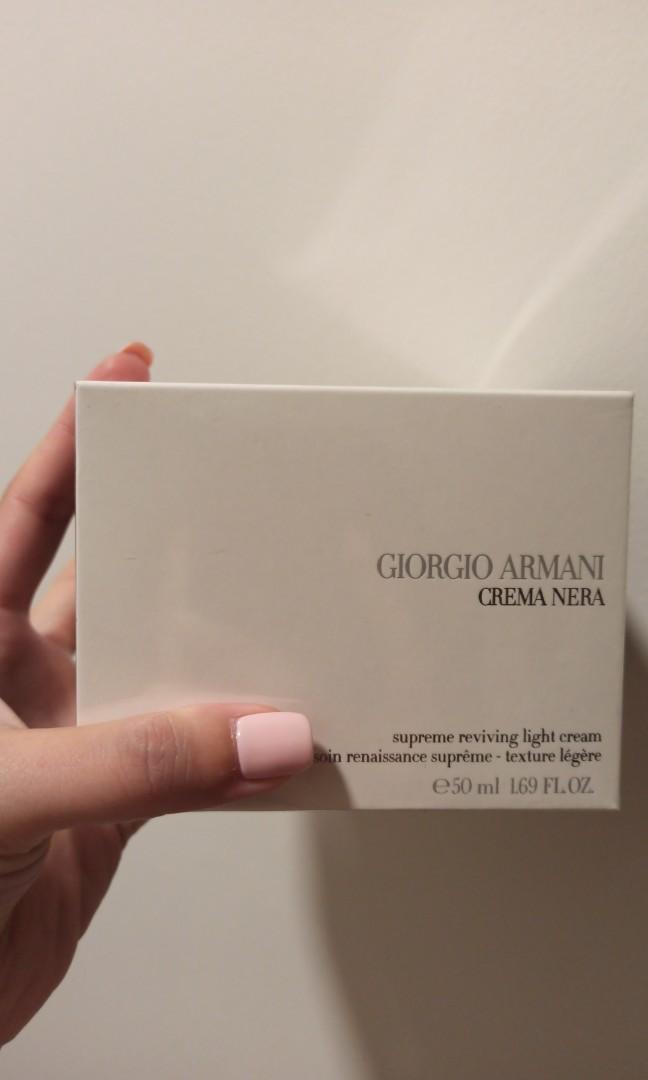 GIORGIO ARMANI
CREMA NERA
supreme reviving light cream
soin renaissance suprême - texture légère
℮50 ml 1.69 FL.OZ.